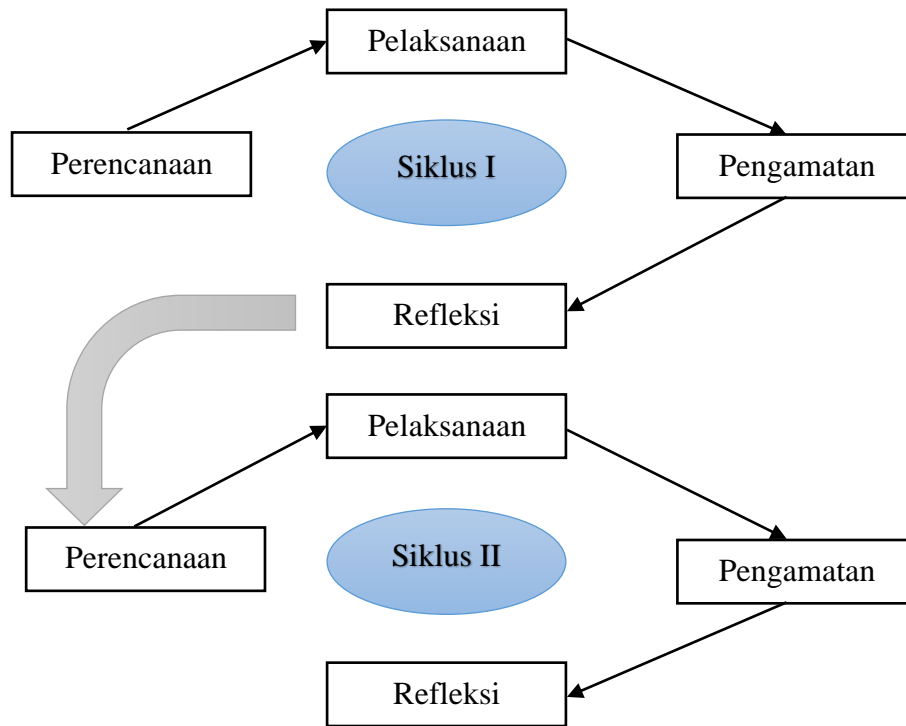 Pelaksanaan
Perencanaan
Siklus I
Pengamatan
Refleksi
Pelaksanaan
Perencanaan
Siklus II
Pengamatan
Refleksi